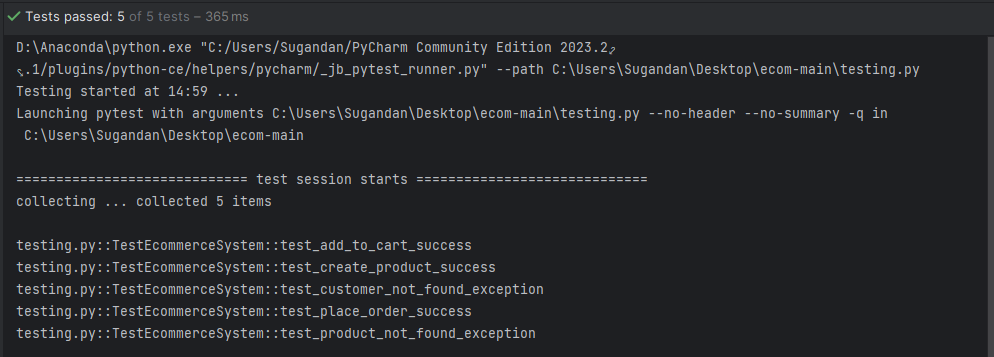 Tests passed: 5 of 5 tests – 365 ms
D:\Anaconda\python.exe "C:/Users/Sugandan/PyCharm Community Edition 2023.2
.1/plugins/python-ce/helpers/pycharm/_jb_pytest_runner.py" --path C:\Users\Sugandan\Desktop\ecom-main\testing.py
Testing started at 14:59 ...
Launching pytest with arguments C:\Users\Sugandan\Desktop\ecom-main\testing.py --no-header --no-summary -q in
C:\Users\Sugandan\Desktop\ecom-main
============================= test session starts =============================
collecting ... collected 5 items
testing.py::TestEcommerceSystem::test_add_to_cart_success
testing.py::TestEcommerceSystem::test_create_product_success
testing.py::TestEcommerceSystem::test_customer_not_found_exception
testing.py::TestEcommerceSystem::test_place_order_success
testing.py::TestEcommerceSystem::test_product_not_found_exception